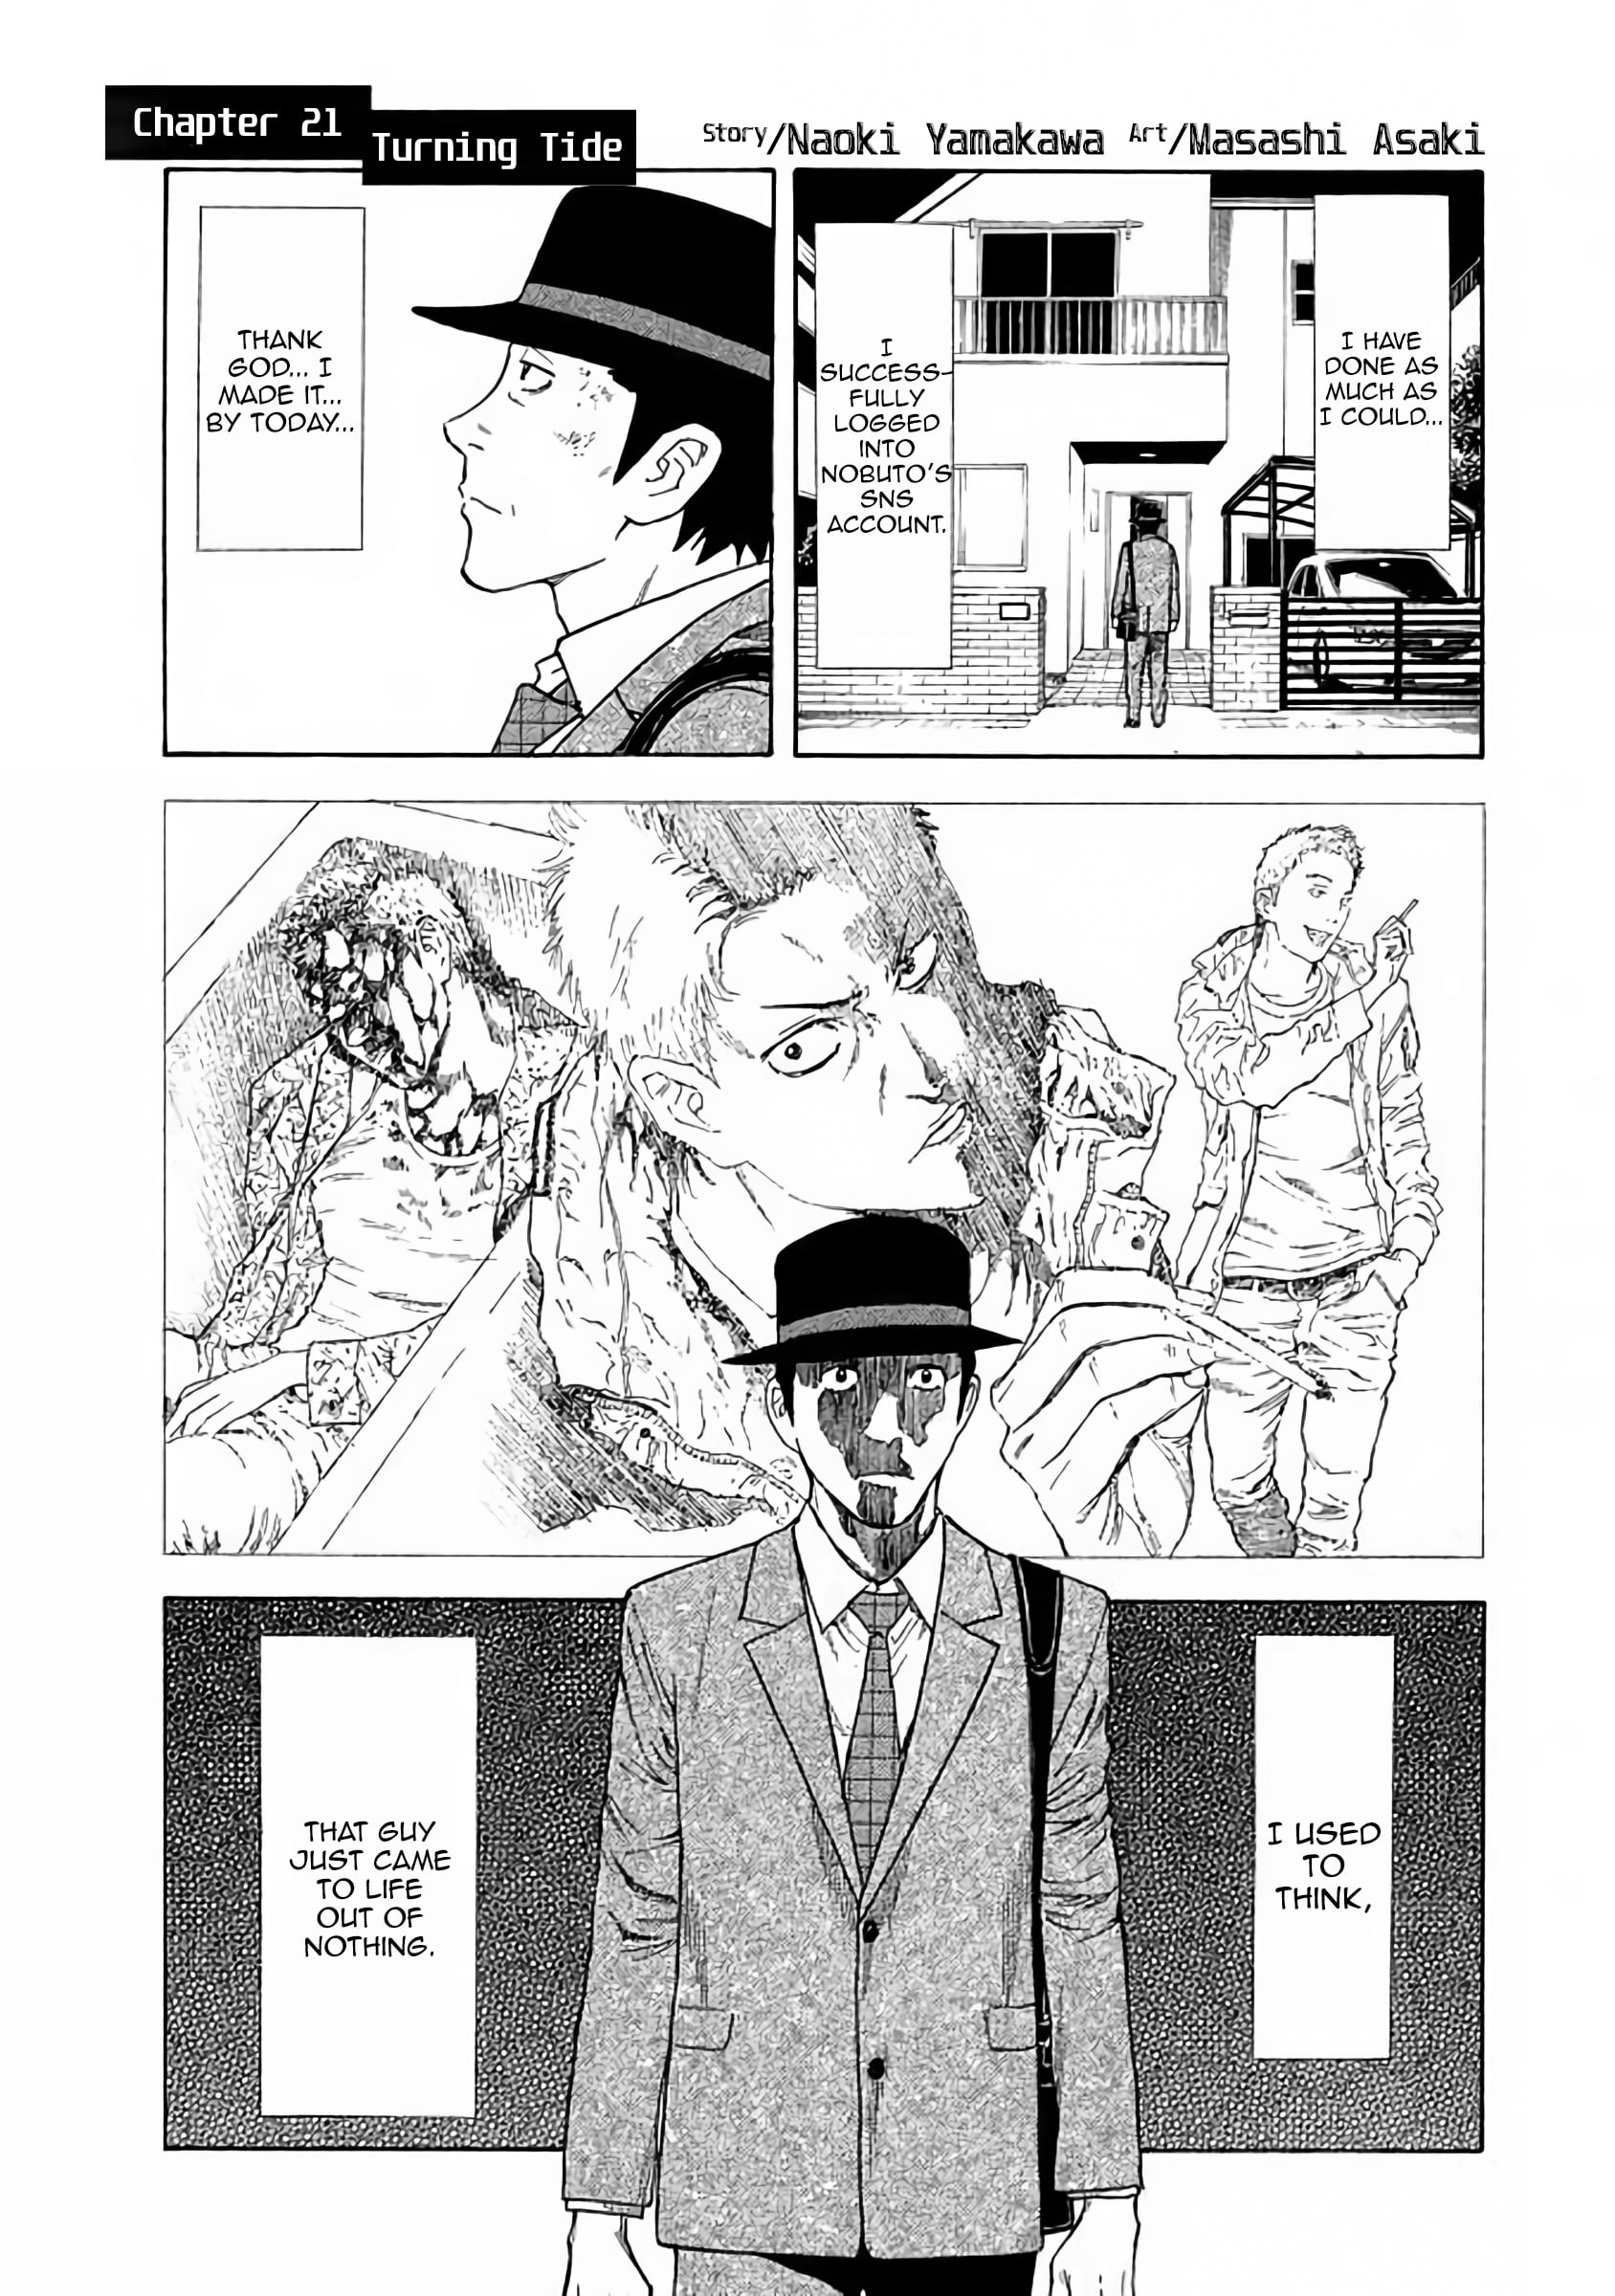 Chapter 21
Turning Tide
Story/Naoki Yamakawa Art/Masashi Asaki
I HAVE
DONE AS
MUCH AS
I COULD...
I
SUCCESS-
FULLY
LOGGED
INTO
NOBUTO'S
SNS
ACCOUNT.
THANK
GOD... I
MADE IT...
BY TODAY...
I USED
TO
THINK,
THAT GUY
JUST CAME
TO LIFE
OUT OF
NOTHING.